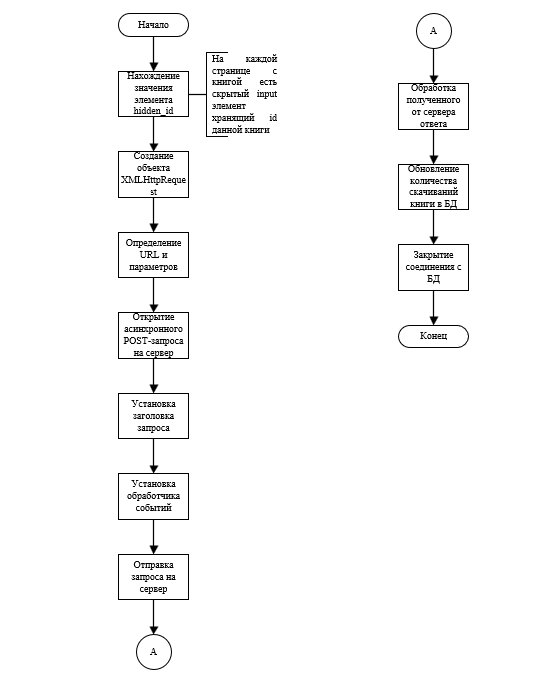 Начало
Нахождение
значения
элемента
hidden_id
На каждой
странице с
книгой есть
скрытый input
элемент
хранящий id
данной книги
Создание
объекта
XMLHttpReque
st
Определение
URL и
параметров
Открытие
асинхронного
POST-запроса
на сервер
Установка
заголовка
запроса
Установка
обработчика
событий
Отправка
запроса на
сервер
А
А
Обработка
полученного
от сервера
ответа
Обновление
количества
скачиваний
книги в БД
Закрытие
соединения с
БД
Конец